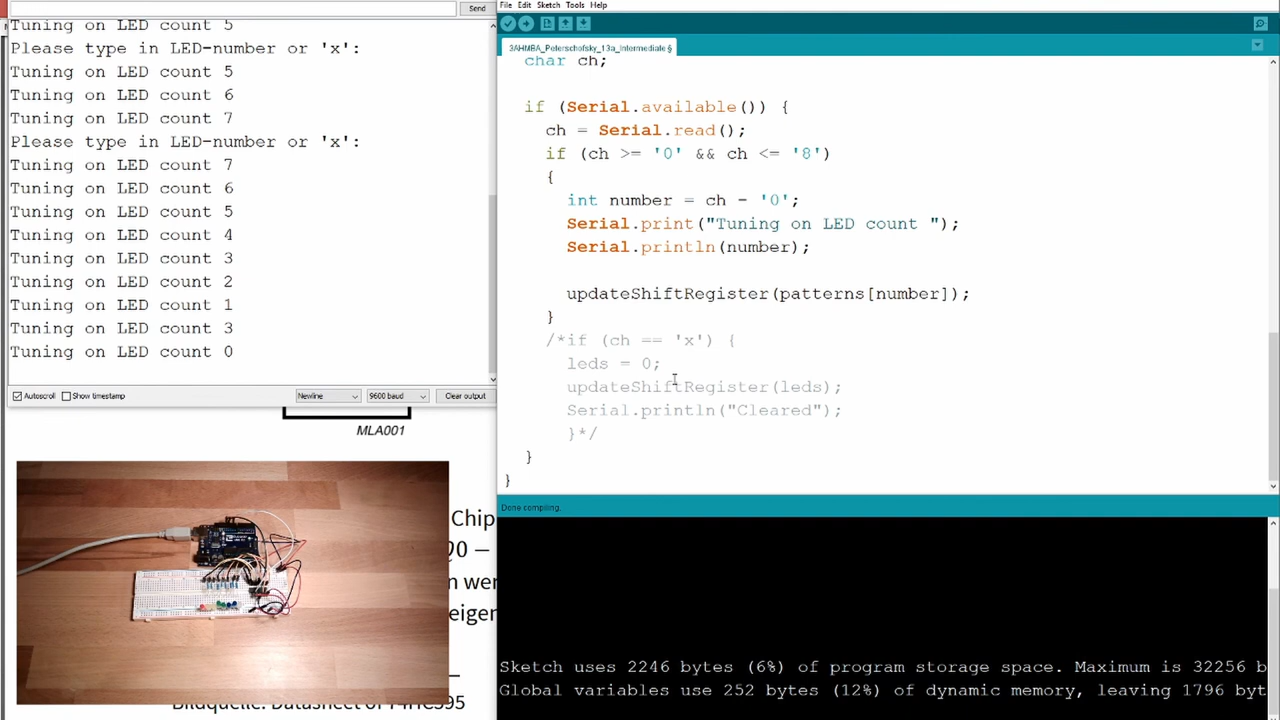 Send
Tuning on LED count 5
Please type in LED-number or 'x':
Tuning on LED count 5
Tuning on LED count 6
Tuning on LED count 7
Please type in LED-number or 'x':
Tuning on LED count 7
Tuning on LED count 6
Tuning on LED count 5
Tuning on LED count 4
Tuning on LED count 3
Tuning on LED count 2
Tuning on LED count 1
Tuning on LED count 3
Tuning on LED count 0
Autoscroll Show timestamp Newline 9600 baud Clear output
MLA001
Chip
Q0 —
n wer
eigen
—
Bildquelle: Datasheet of 74HC595
File Edit Sketch Tools Help
3AHMBA_Peterschofsky_13a_Intermediate §
char ch;
if (Serial.available()) {
ch = Serial.read();
if (ch >= '0' && ch <= '8')
{
int number = ch - '0';
Serial.print("Tuning on LED count ");
Serial.println(number);
updateShiftRegister(patterns[number]);
}
/*if (ch == 'x') {
leds = 0;
updateShiftRegister(leds);
Serial.println("Cleared");
}*/
}
}
Done compiling.
Sketch uses 2246 bytes (6%) of program storage space. Maximum is 32256 b
Global variables use 252 bytes (12%) of dynamic memory, leaving 1796 byt